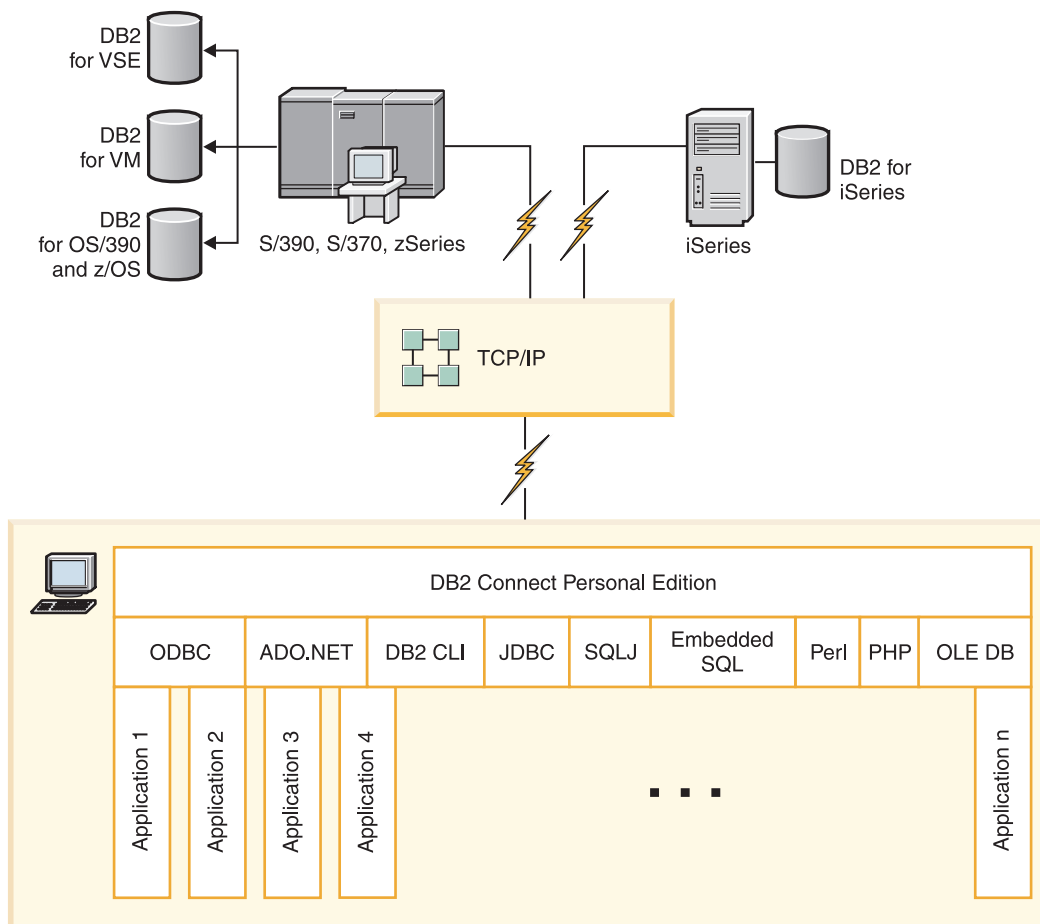 DB2
for VSE
DB2
for VM
DB2
for OS/390
and z/OS
S/390, S/370, zSeries
iSeries
DB2 for
iSeries
TCP/IP
DB2 Connect Personal Edition
ODBC
ADO.NET
DB2 CLI
JDBC
SQLJ
Embedded
SQL
Perl
PHP
OLE DB
Application 1
Application 2
Application 3
Application 4
. . .
Application n